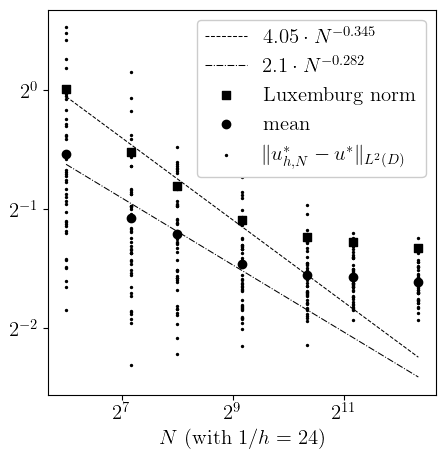 4.05 · N^{-0.345}
2.1 · N^{-0.282}
Luxemburg norm
mean
‖u^*_{h,N} − u^*‖_{L^2(D)}
2^0
2^{-1}
2^{-2}
2^7 2^9 2^{11}
N (with 1/h = 24)